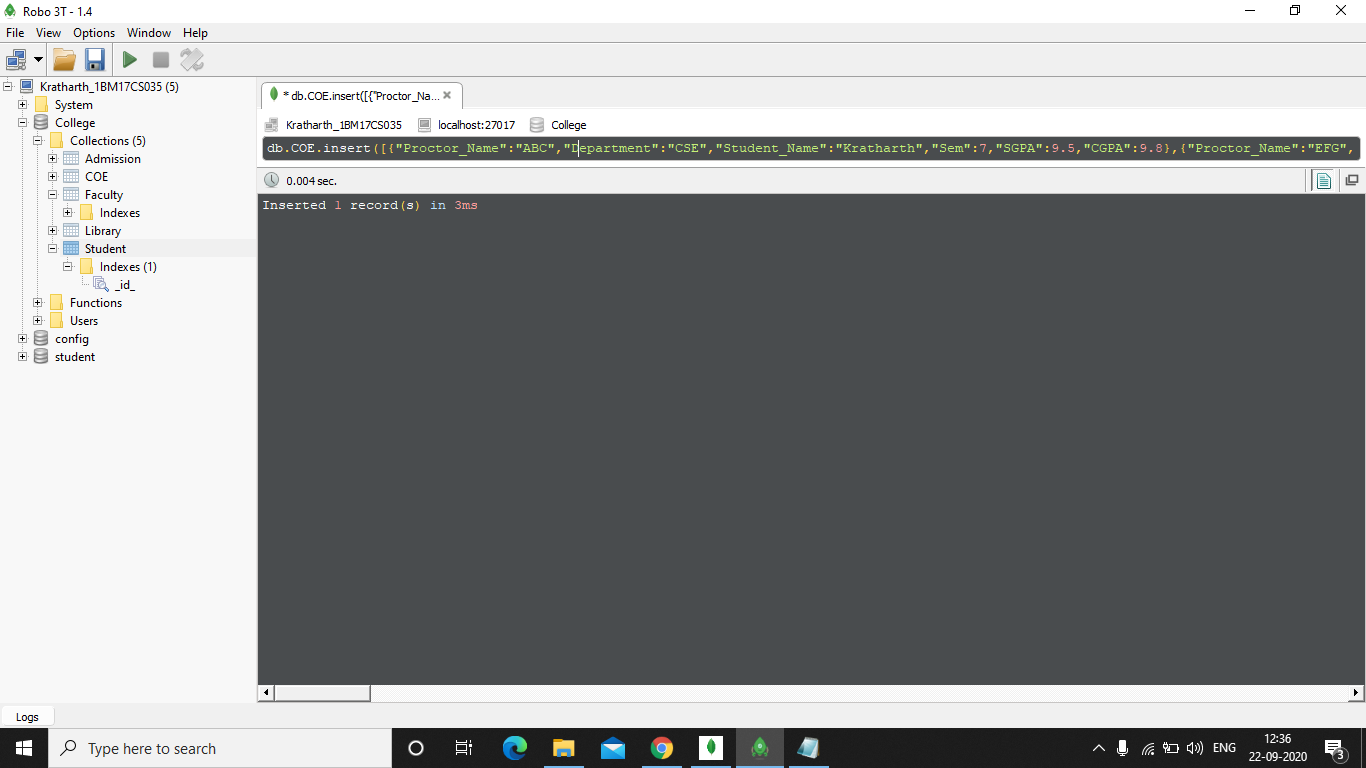 Robo 3T - 1.4
File View Options Window Help
Kratharth_1BM17CS035 (5)
System
College
Collections (5)
Admission
COE
Faculty
Indexes
Library
Student
Indexes (1)
_id_
Functions
Users
config
student
* db.COE.insert([{"Proctor_Na...
Kratharth_1BM17CS035 localhost:27017 College
db.COE.insert([{"Proctor_Name":"ABC","Department":"CSE","Student_Name":"Kratharth","Sem":7,"SGPA":9.5,"CGPA":9.8},{"Proctor_Name":"EFG",
0.004 sec.
Inserted 1 record(s) in 3ms
Logs
Type here to search
ENG
12:36
22-09-2020
3